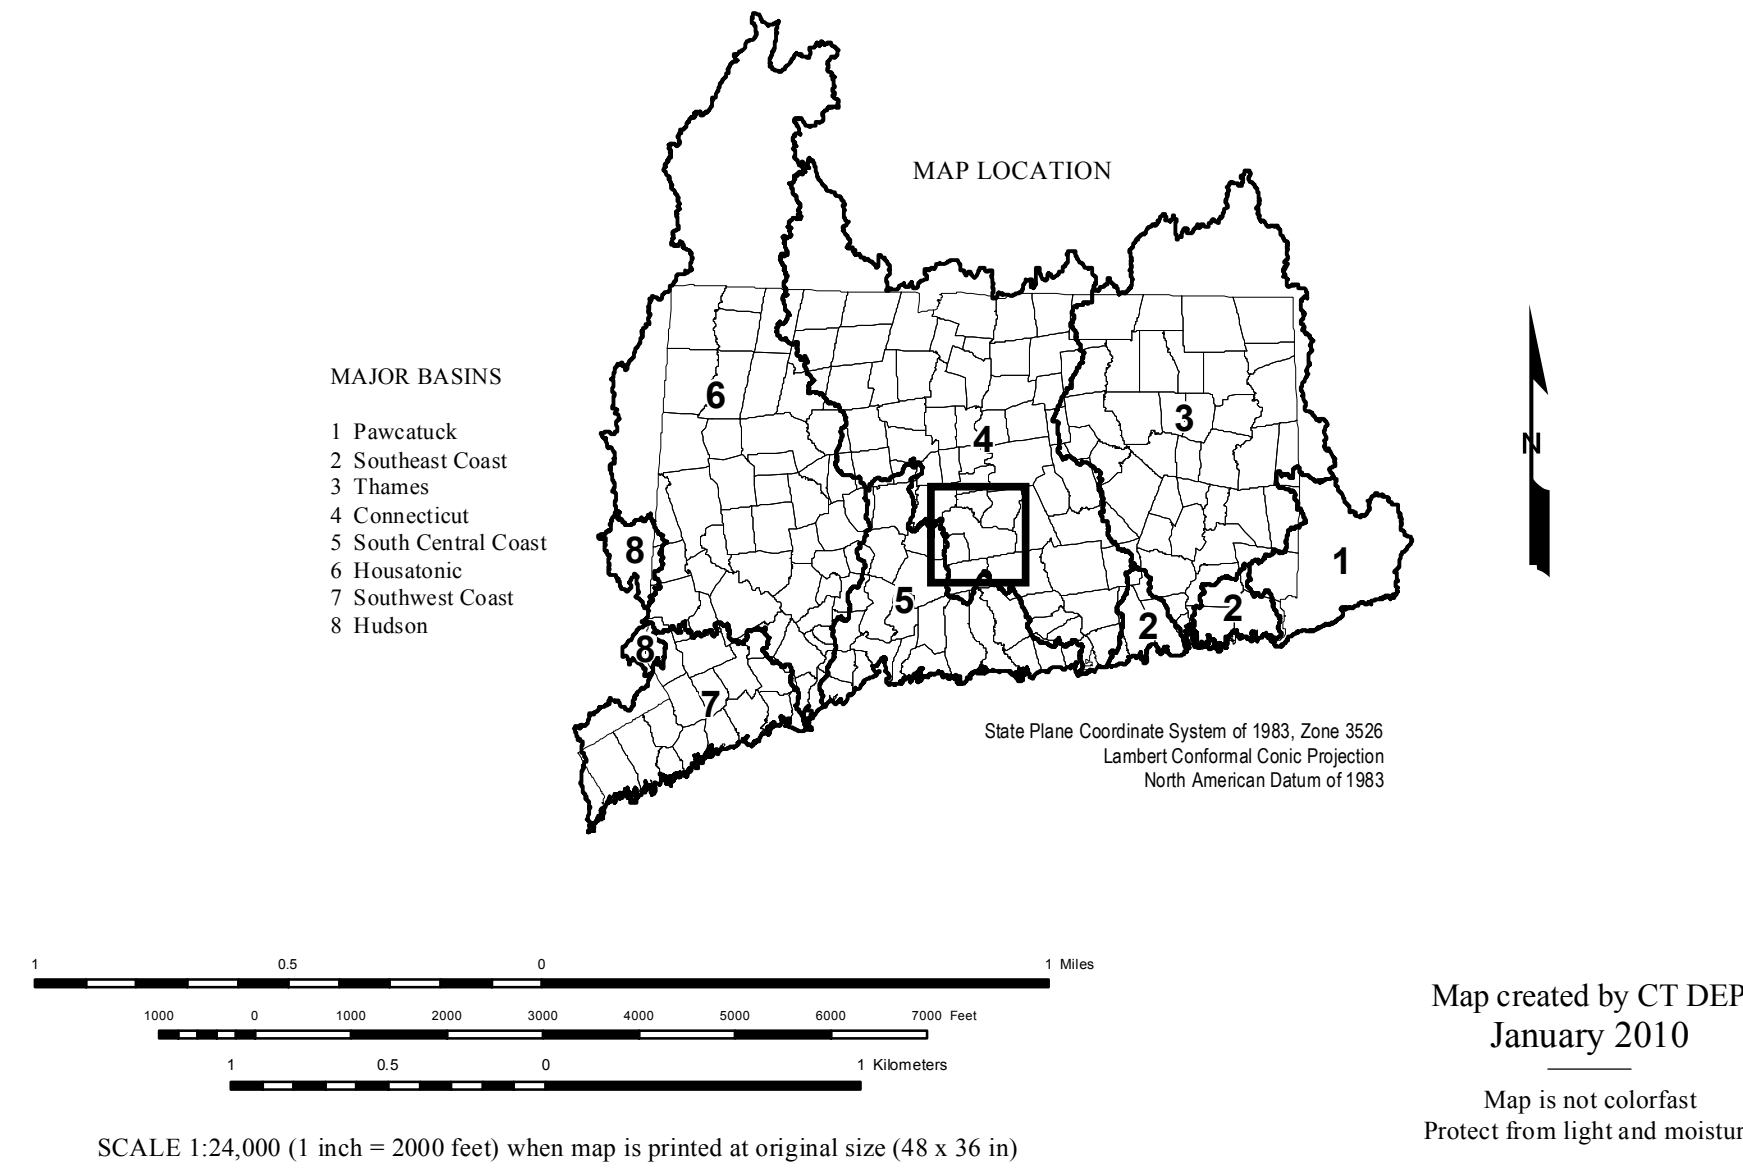 MAP LOCATION
MAJOR BASINS
1 Pawcatuck
2 Southeast Coast
3 Thames
4 Connecticut
5 South Central Coast
6 Housatonic
7 Southwest Coast
8 Hudson
6
3
4
8
1
5
2
2
8
7
N
State Plane Coordinate System of 1983, Zone 3526
Lambert Conformal Conic Projection
North American Datum of 1983
1 0.5 0 1 Miles
1000 0 1000 2000 3000 4000 5000 6000 7000 Feet
1 0.5 0 1 Kilometers
SCALE 1:24,000 (1 inch = 2000 feet) when map is printed at original size (48 x 36 in)
Map created by CT DEP
January 2010
Map is not colorfast
Protect from light and moistur